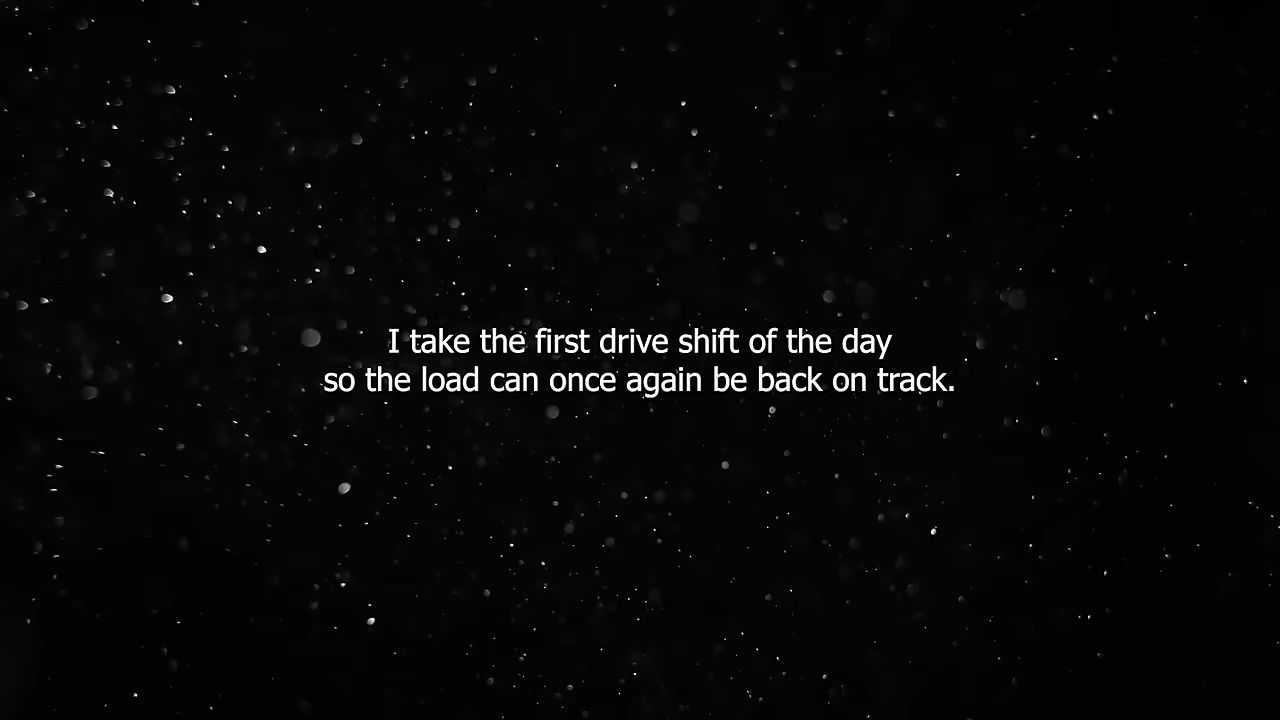 I take the first drive shift of the day
so the load can once again be back on track.